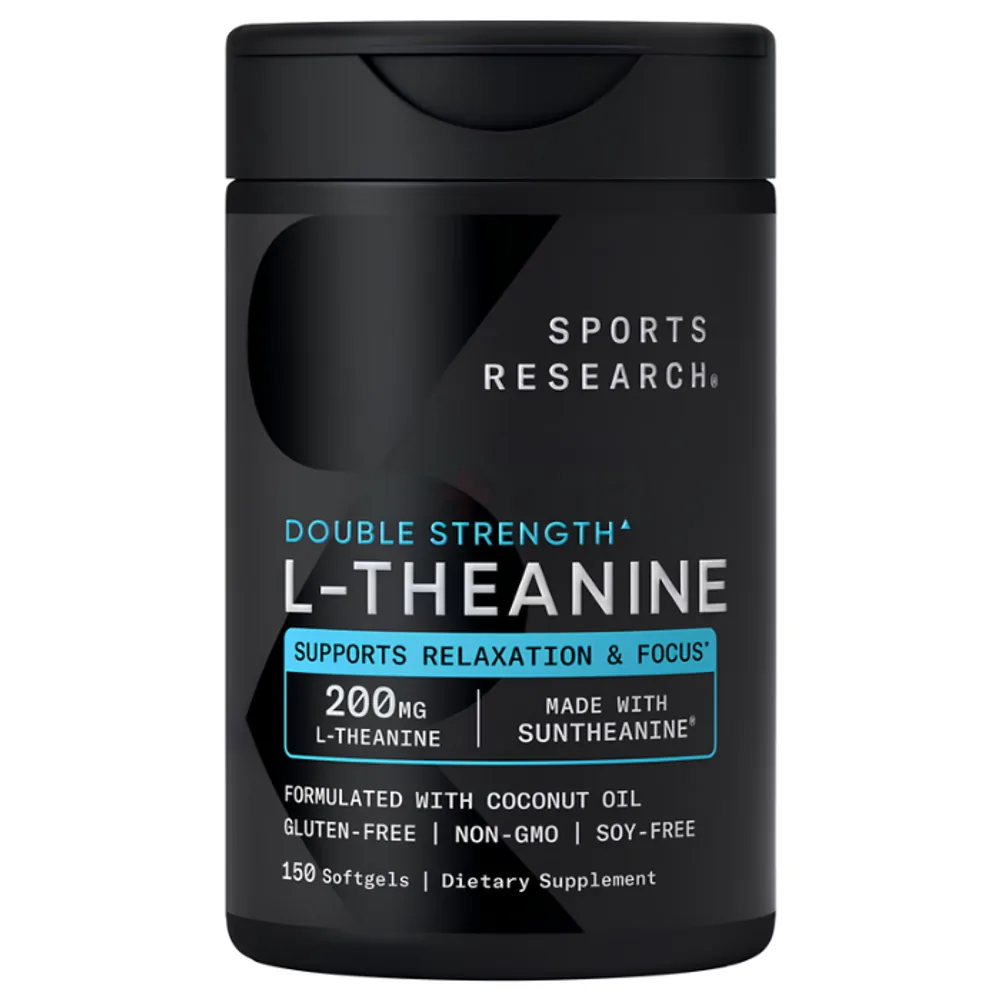 SPORTS
RESEARCH®
DOUBLE STRENGTH▲
L-THEANINE
SUPPORTS RELAXATION & FOCUS*
200MG
L-THEANINE
MADE WITH
SUNTHEANINE®
FORMULATED WITH COCONUT OIL
GLUTEN-FREE | NON-GMO | SOY-FREE
150 Softgels | Dietary Supplement